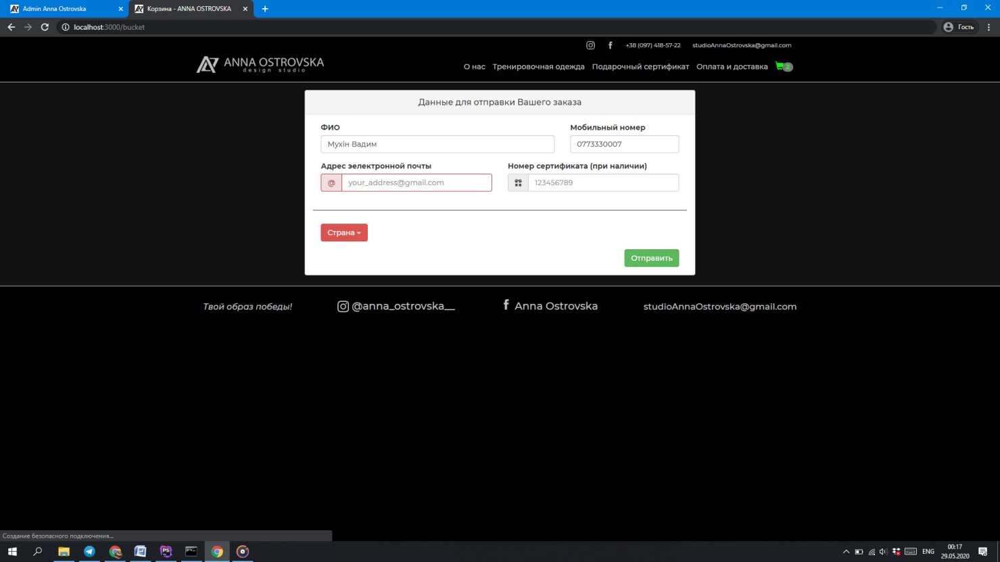 Admin Anna Ostrovska
Корзина - ANNA OSTROVSKA
localhost:3000/bucket
Гость
+38 (097) 418-57-22 studioAnnaOstrovska@gmail.com
ANNA OSTROVSKA
design studio
О нас Тренировочная одежда Подарочный сертификат Оплата и доставка 2
Данные для отправки Вашего заказа
ФИО Мобильный номер
Мухін Вадим 0773330007
Адрес зелектронной почты Номер сертификата (при наличии)
@ your_address@gmail.com 123456789
Страна
Отправить
Твой образ победы! @anna_ostrovska__ Anna Ostrovska studioAnnaOstrovska@gmail.com
Создание безопасного подключения...
PS
ENG
00:17
29.05.2020